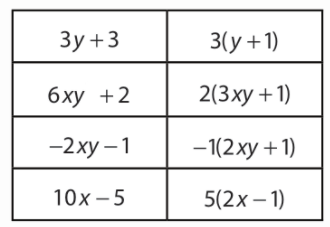 3y + 3 3(y + 1)
6xy + 2 2(3xy + 1)
−2xy − 1 −1(2xy + 1)
10x − 5 5(2x − 1)